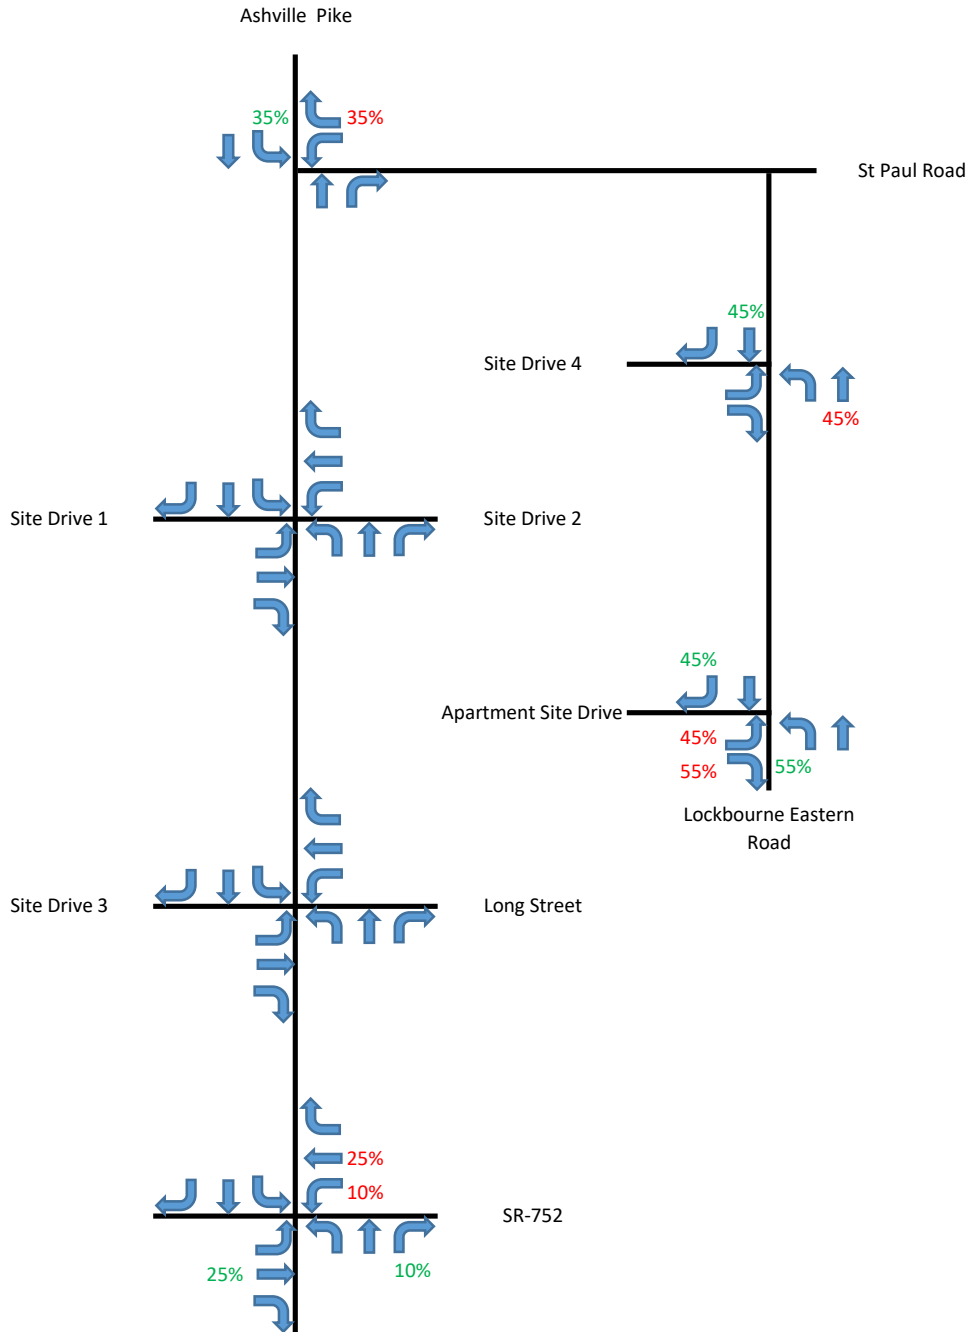 Ashville Pike
35% 35%
St Paul Road
45%
Site Drive 4
45%
Site Drive 1
Site Drive 2
45%
Apartment Site Drive
45%
55% 55%
Lockbourne Eastern
Road
Site Drive 3
Long Street
25%
10%
SR-752
25% 10%